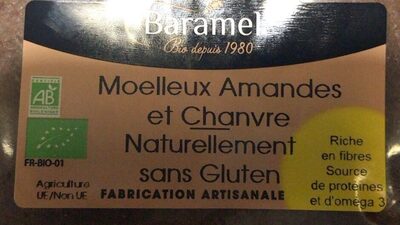 Baramel
Bio depuis 1980
Moelleux Amandes
et Chanvre
Naturellement
sans Gluten
FABRICATION ARTISANALE
AB
FR-BIO-01
Agriculture
UE/Non UE
Riche
en fibres
Source
de protéines
et d'oméga 3